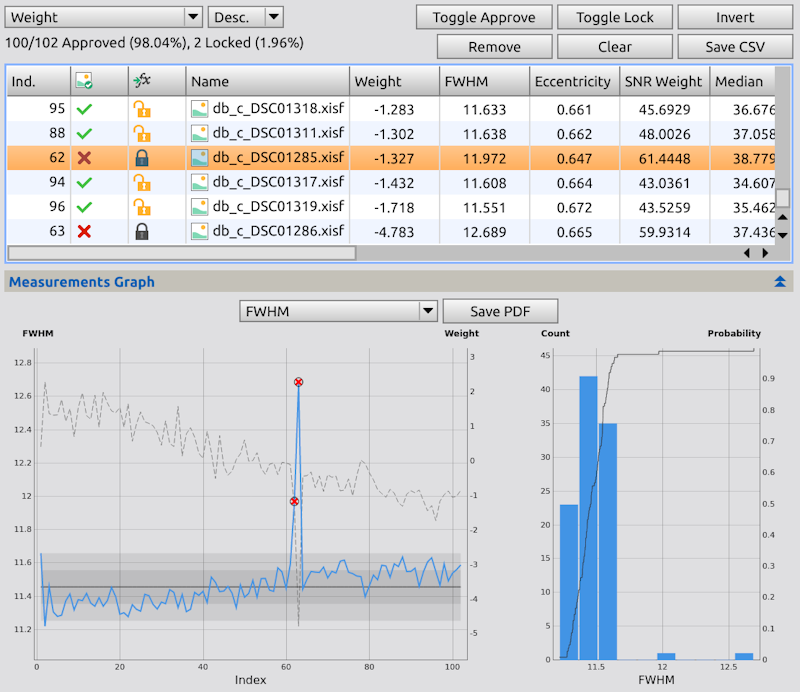 Weight Desc. Toggle Approve Toggle Lock Invert
100/102 Approved (98.04%), 2 Locked (1.96%) Remove Clear Save CSV
Ind. fx Name Weight FWHM Eccentricity SNR Weight Median
95 db_c_DSC01318.xisf -1.283 11.633 0.661 45.6929 36.676
88 db_c_DSC01311.xisf -1.302 11.638 0.662 48.0026 37.058
62 db_c_DSC01285.xisf -1.327 11.972 0.647 61.4448 38.779
94 db_c_DSC01317.xisf -1.432 11.608 0.664 43.0361 34.607
96 db_c_DSC01319.xisf -1.718 11.551 0.672 43.5259 35.462
63 db_c_DSC01286.xisf -4.783 12.689 0.665 59.9314 37.436
Measurements Graph
FWHM Save PDF
FWHM Weight
12.8
12.6
12.4
12.2
12
11.8
11.6
11.4
11.2
3
2
1
0
-1
-2
-3
-4
-5
0 20 40 60 80 100
Index
Count Probability
45
40
35
30
25
20
15
10
5
0
0.9
0.8
0.7
0.6
0.5
0.4
0.3
0.2
0.1
0
11.5 12 12.5
FWHM